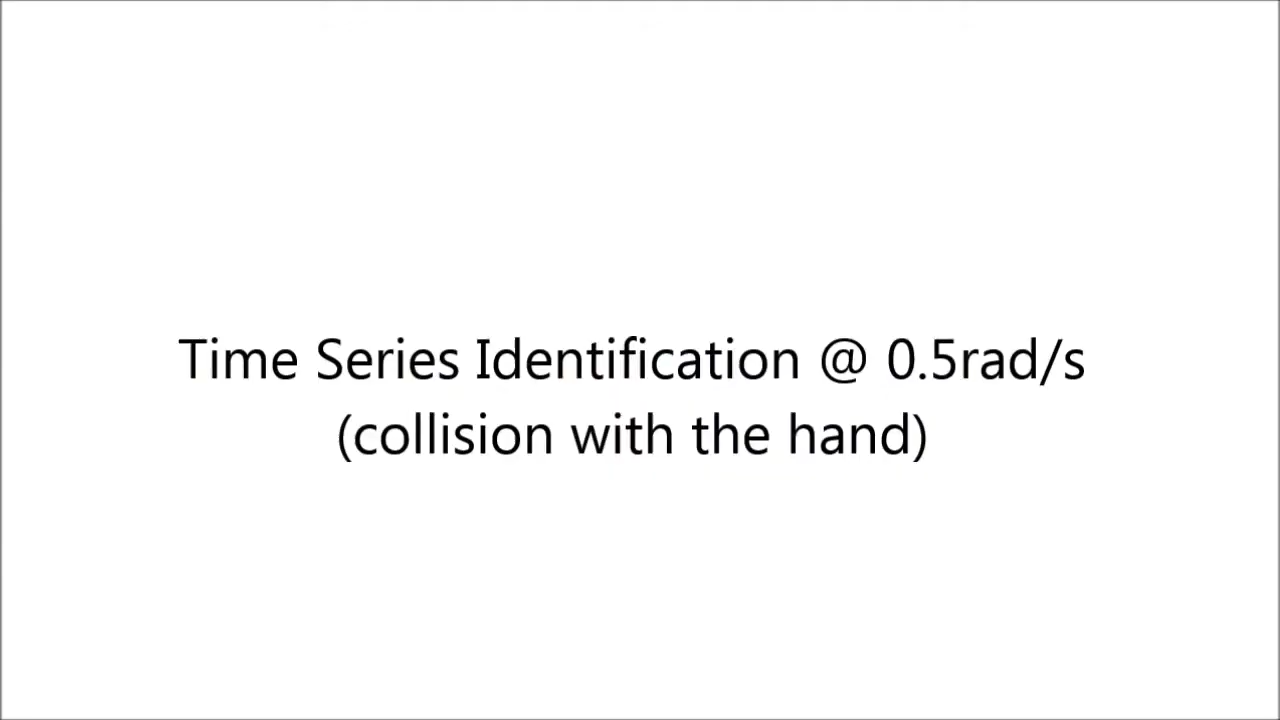 Time Series Identification @ 0.5rad/s
(collision with the hand)